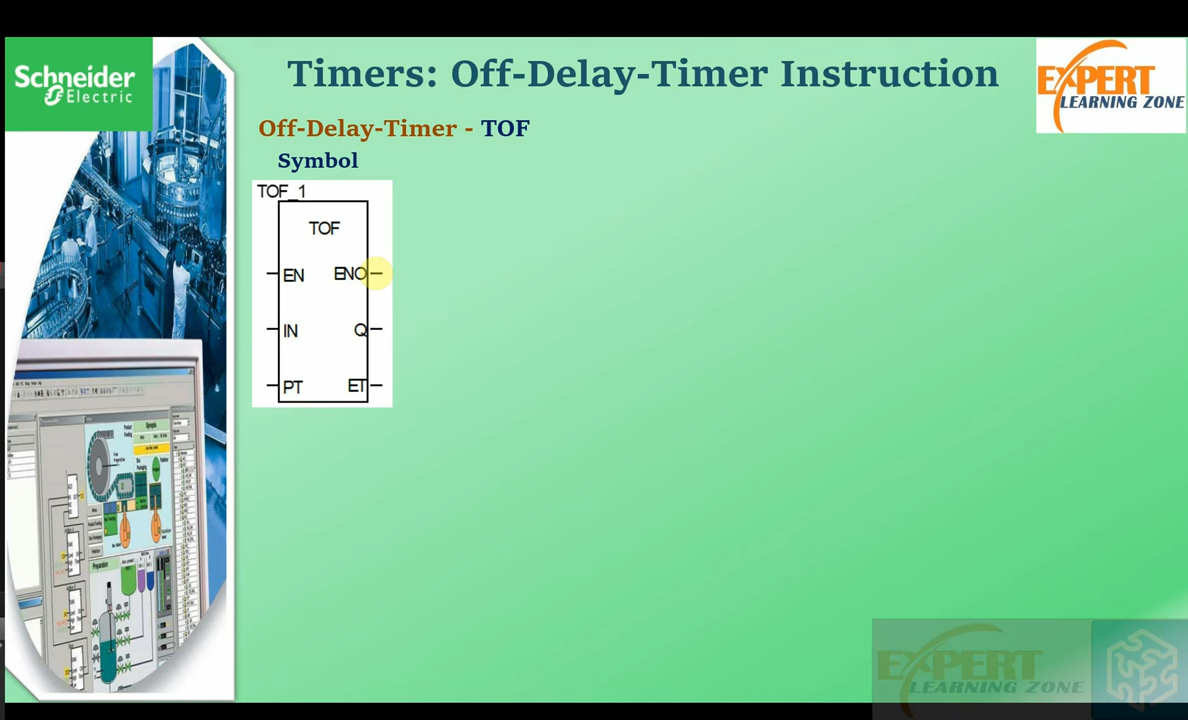 Schneider
Electric
Timers: Off-Delay-Timer Instruction
EXPERT
LEARNING ZONE
Off-Delay-Timer - TOF
Symbol
TOF_1
TOF
EN ENO
IN Q
PT ET
Preparation
EXPERT
LEARNING ZONE